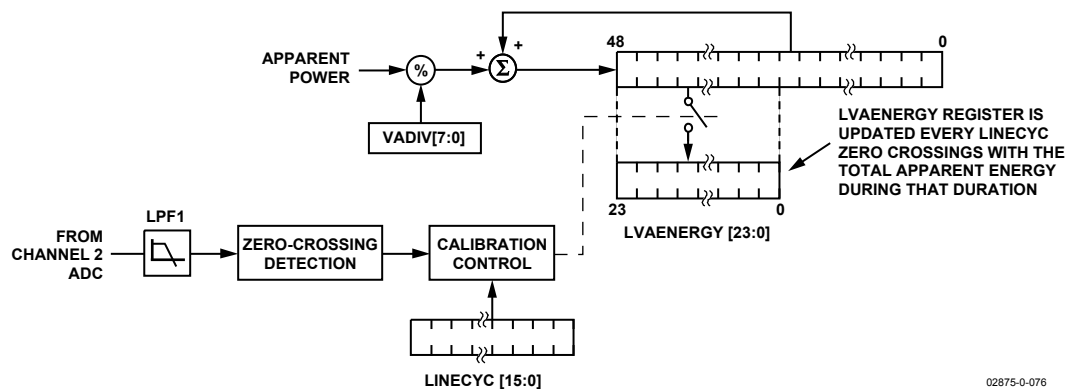 48
0
+
+
APPARENT
POWER
%
Σ
VADIV[7:0]
LVAENERGY REGISTER IS
UPDATED EVERY LINECYC
ZERO CROSSINGS WITH THE
TOTAL APPARENT ENERGY
DURING THAT DURATION
23
0
LVAENERGY [23:0]
LPF1
FROM
CHANNEL 2
ADC
ZERO-CROSSING
DETECTION
CALIBRATION
CONTROL
LINECYC [15:0]
02875-0-076